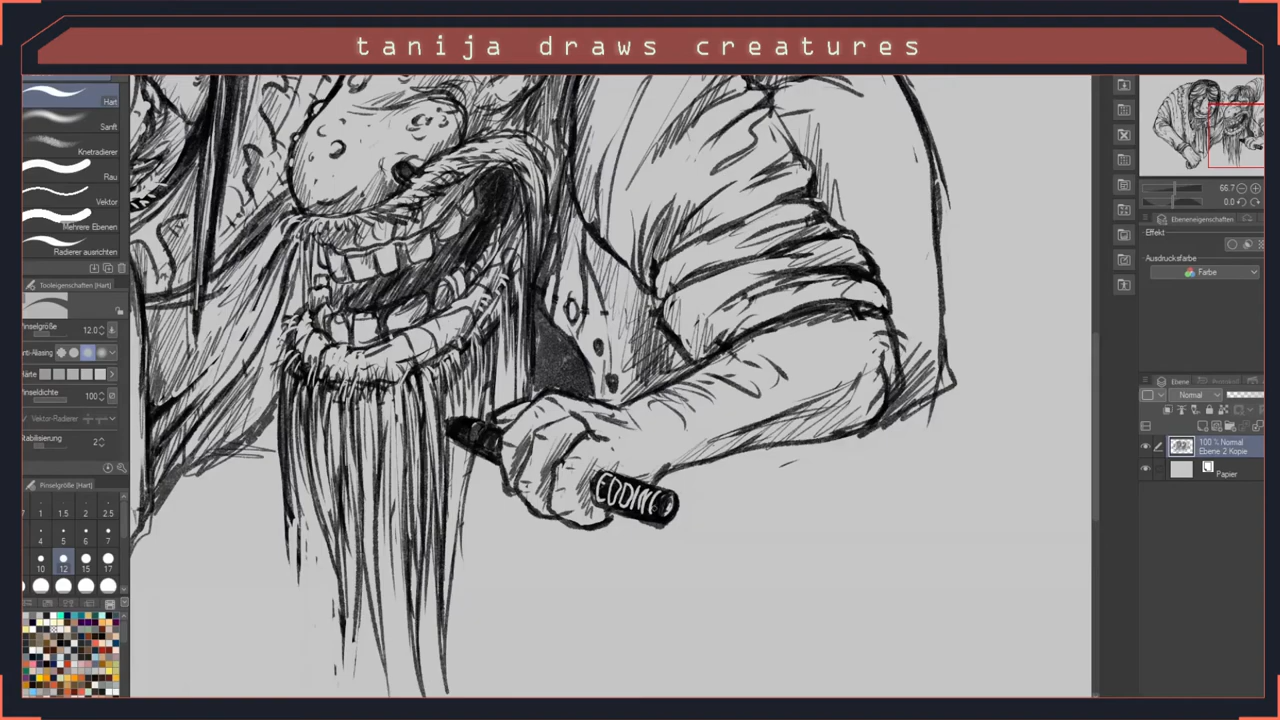 tanija draws creatures
Hart
Sanft
Knetradierer
Rau
Vektor
Mehrere Ebenen
Radierer ausrichten
Tooleigenschaften [Hart]
Pinselgröße 12.0
Anti-Aliasing
Härte
Pinseldichte 100
Vektor-Radierer
Stabilisierung 2
Pinselgröße [Hart]
7 1 1.5 2 2.5
4 5 6 7
10 12 15 17
EDDING
66.7
0.0
Ebeneneigenschaften
Effekt
Ausdrucksfarbe
Farbe
Ebene
Normal
100 % Normal
Ebene 2 Kopie
Papier